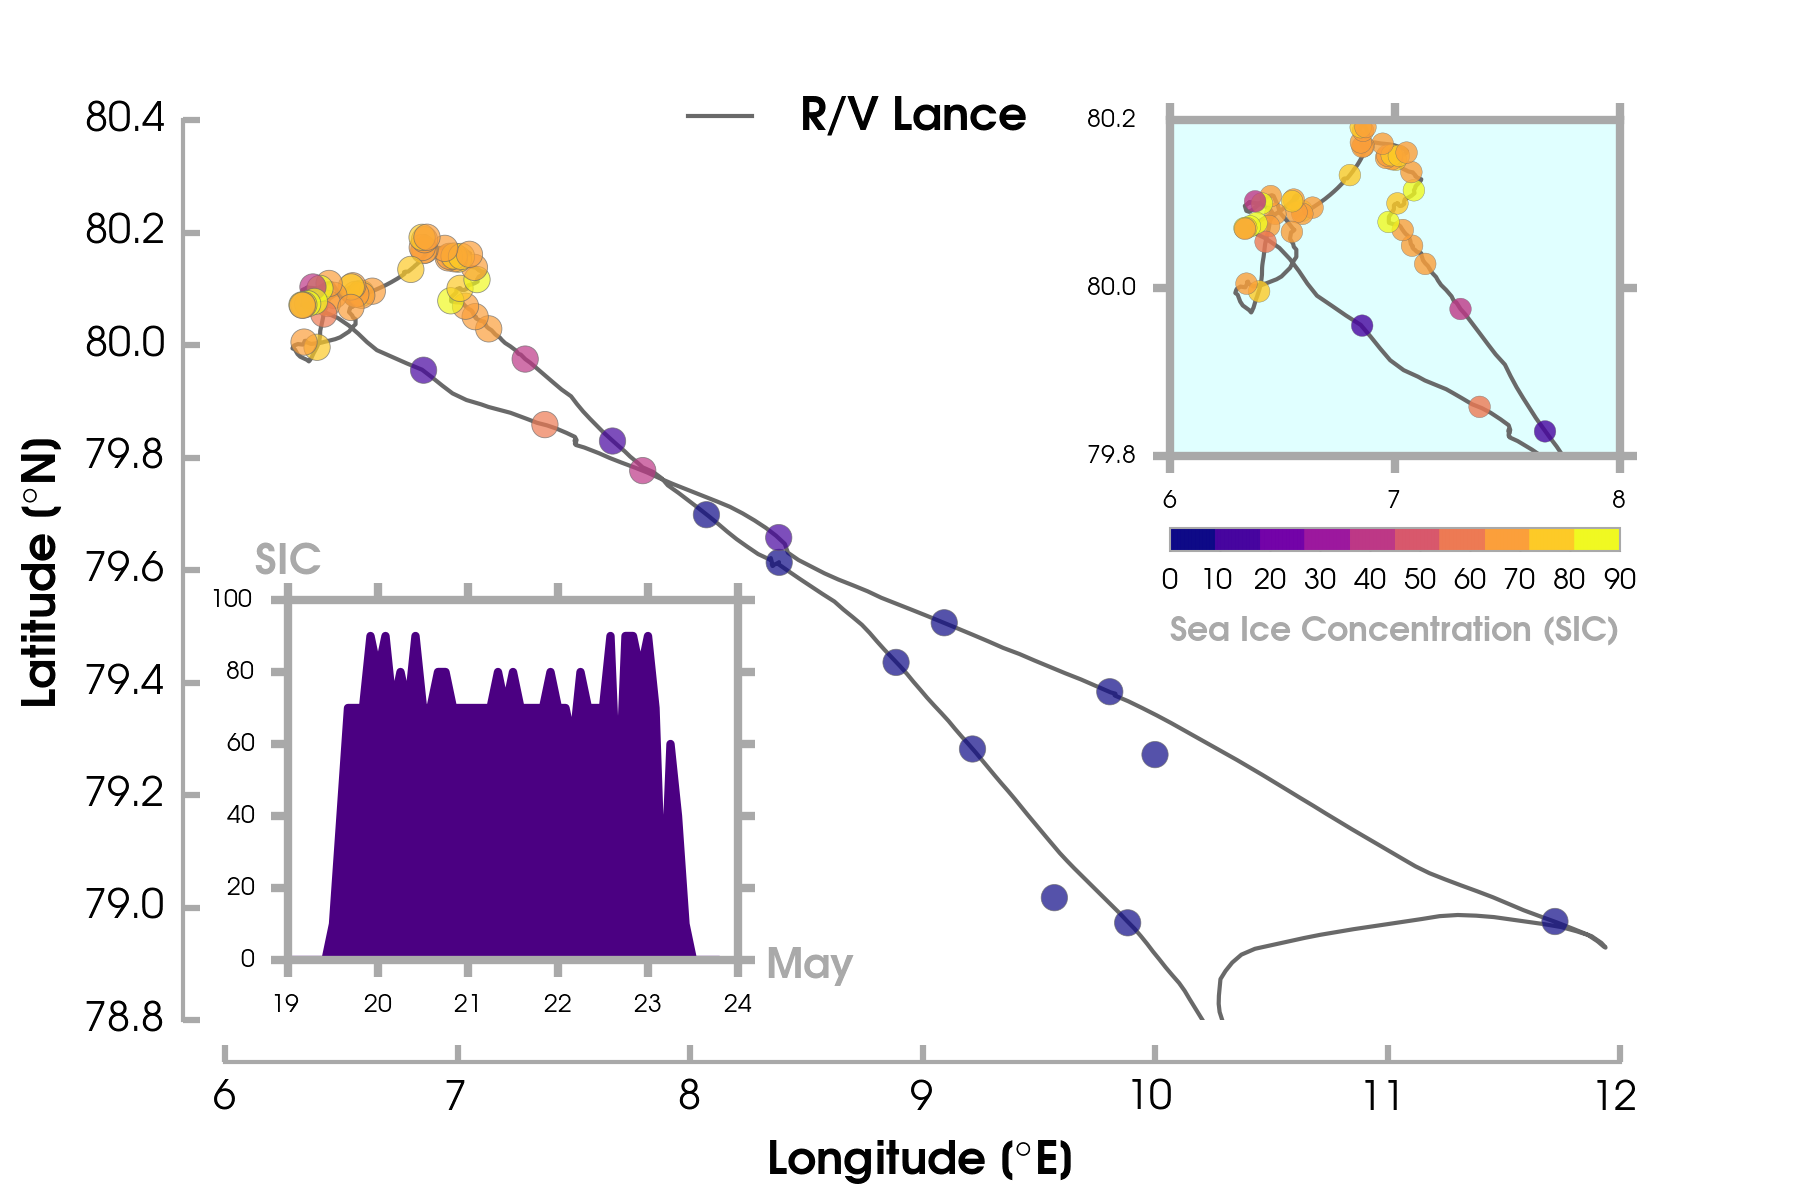 R/V Lance
80.4
80.2
80.0
79.8
79.6
79.4
79.2
79.0
78.8
Latitude (°N)
6 7 8 9 10 11 12
Longitude (°E)
80.2
80.0
79.8
6 7 8
0 10 20 30 40 50 60 70 80 90
Sea Ice Concentration (SIC)
SIC
100
80
60
40
20
0
19 20 21 22 23 24
May